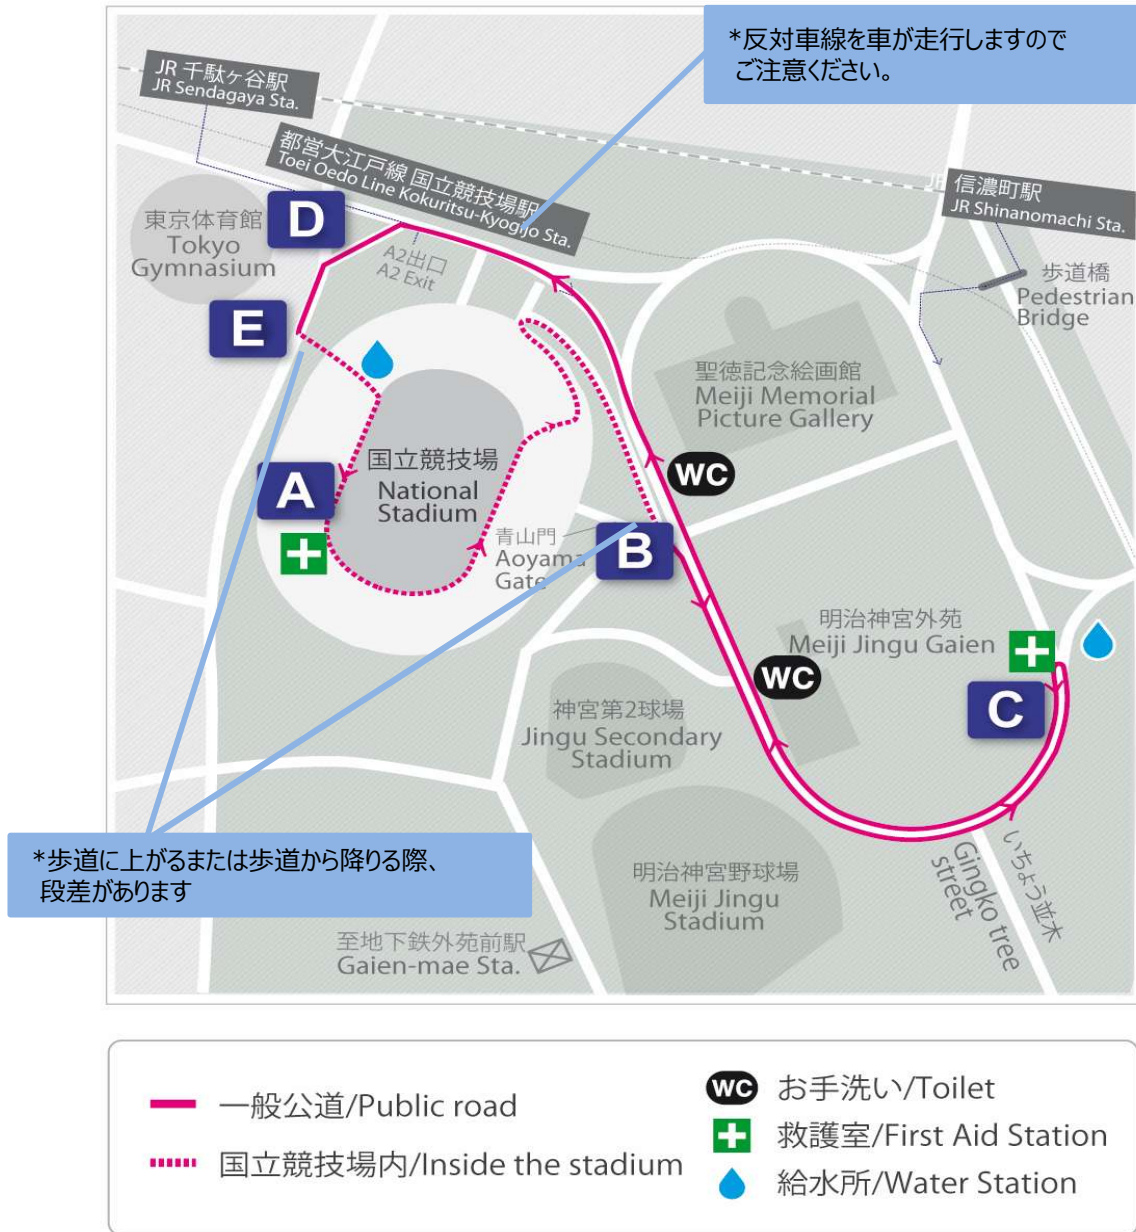 *反対車線を車が走行しますので
ご注意ください。
JR 千駄ヶ谷駅
JR Sendagaya Sta.
都営大江戸線 国立競技場駅
Toei Oedo Line Kokuritsu-Kyogijo Sta.
信濃町駅
JR Shinanomachi Sta.
D
東京体育館
Tokyo
Gymnasium
A2出口
A2 Exit
歩道橋
Pedestrian
Bridge
E
聖徳記念絵画館
Meiji Memorial
Picture Gallery
国立競技場
National
Stadium
A
WC
青山門
Aoyama
Gate
B
明治神宮外苑
Meiji Jingu Gaien
WC
C
神宮第2球場
Jingu Secondary
Stadium
*歩道に上がるまたは歩道から降りる際、
段差があります
明治神宮野球場
Meiji Jingu
Stadium
Gingko tree
street
いちょう並木
至地下鉄外苑前駅
Gaien-mae Sta.
一般公道/Public road
国立競技場内/Inside the stadium
WC お手洗い/Toilet
救護室/First Aid Station
給水所/Water Station